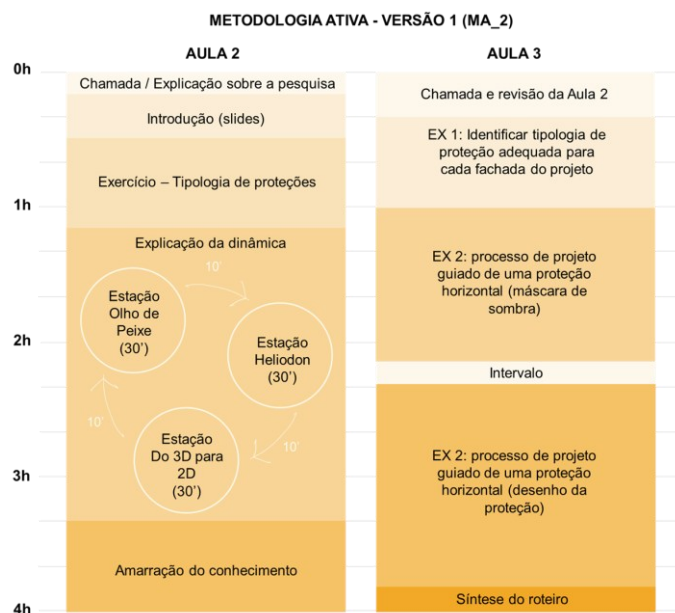 METODOLOGIA ATIVA - VERSÃO 1 (MA_2)
AULA 2
AULA 3
0h
1h
2h
3h
4h
Chamada / Explicação sobre a pesquisa
Introdução (slides)
Exercício – Tipologia de proteções
Explicação da dinâmica
10'
Estação
Olho de
Peixe
(30')
Estação
Heliodon
(30')
10'
10'
Estação
Do 3D para
2D
(30')
Amarração do conhecimento
Chamada e revisão da Aula 2
EX 1: Identificar tipologia de
proteção adequada para
cada fachada do projeto
EX 2: processo de projeto
guiado de uma proteção
horizontal (máscara de
sombra)
Intervalo
EX 2: processo de projeto
guiado de uma proteção
horizontal (desenho da
proteção)
Síntese do roteiro